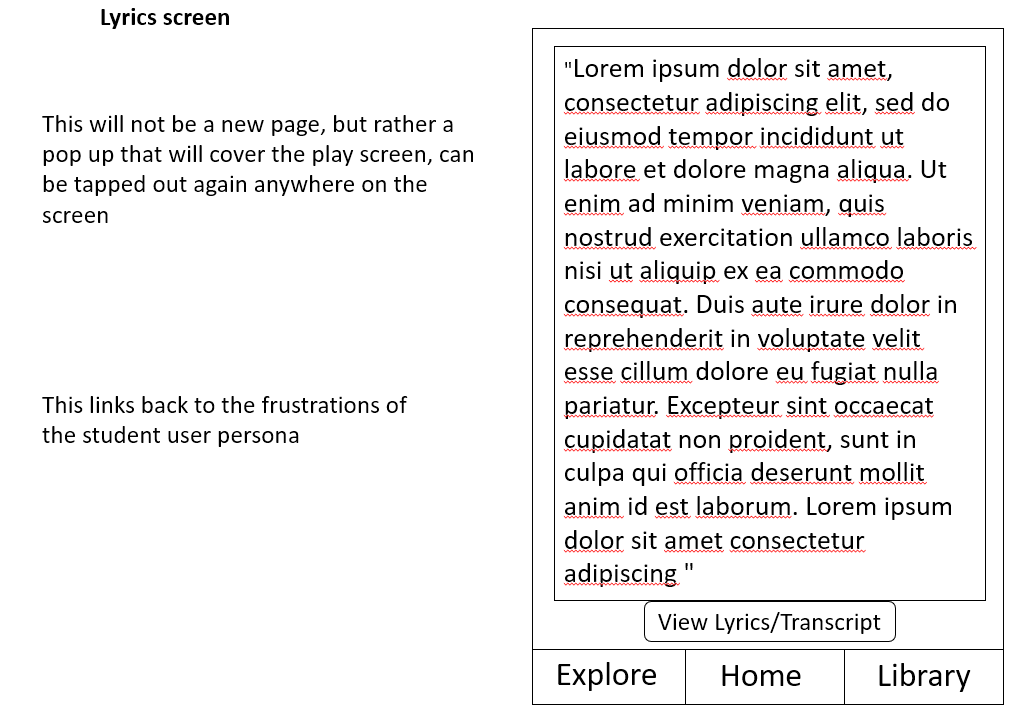 Lyrics screen
This will not be a new page, but rather a
pop up that will cover the play screen, can
be tapped out again anywhere on the
screen
This links back to the frustrations of
the student user persona
"Lorem ipsum dolor sit amet,
consectetur adipiscing elit, sed do
eiusmod tempor incididunt ut
labore et dolore magna aliqua. Ut
enim ad minim veniam, quis
nostrud exercitation ullamco laboris
nisi ut aliquip ex ea commodo
consequat. Duis aute irure dolor in
reprehenderit in voluptate velit
esse cillum dolore eu fugiat nulla
pariatur. Excepteur sint occaecat
cupidatat non proident, sunt in
culpa qui officia deserunt mollit
anim id est laborum. Lorem ipsum
dolor sit amet consectetur
adipiscing "
View Lyrics/Transcript
Explore Home Library